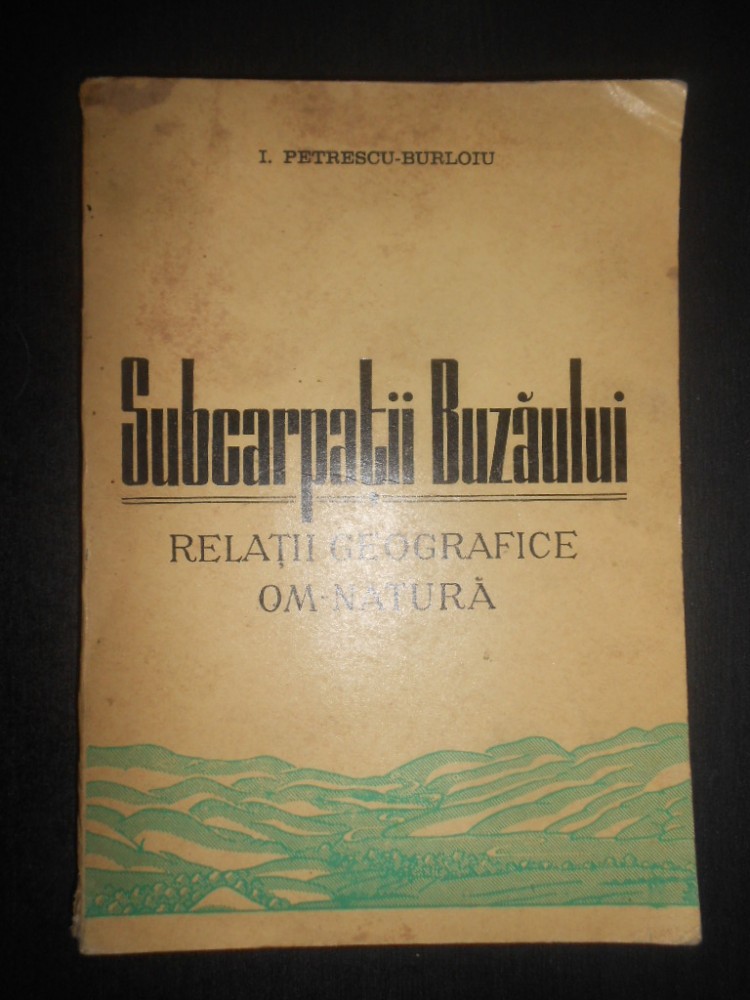 I. PETRESCU-BURLOIU
Subcarpații Buzăului
RELAȚII GEOGRAFICE
OM-NATURĂ